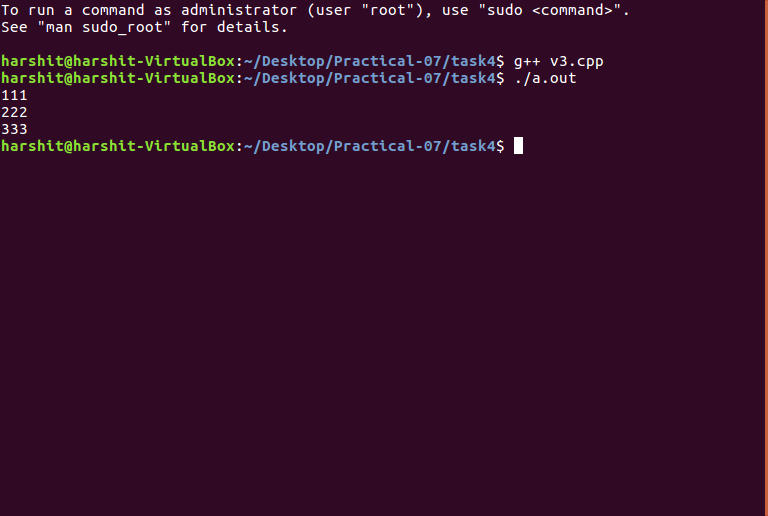 To run a command as administrator (user "root"), use "sudo <command>".
See "man sudo_root" for details.
harshit@harshit-VirtualBox:~/Desktop/Practical-07/task4$ g++ v3.cpp
harshit@harshit-VirtualBox:~/Desktop/Practical-07/task4$ ./a.out
111
222
333
harshit@harshit-VirtualBox:~/Desktop/Practical-07/task4$